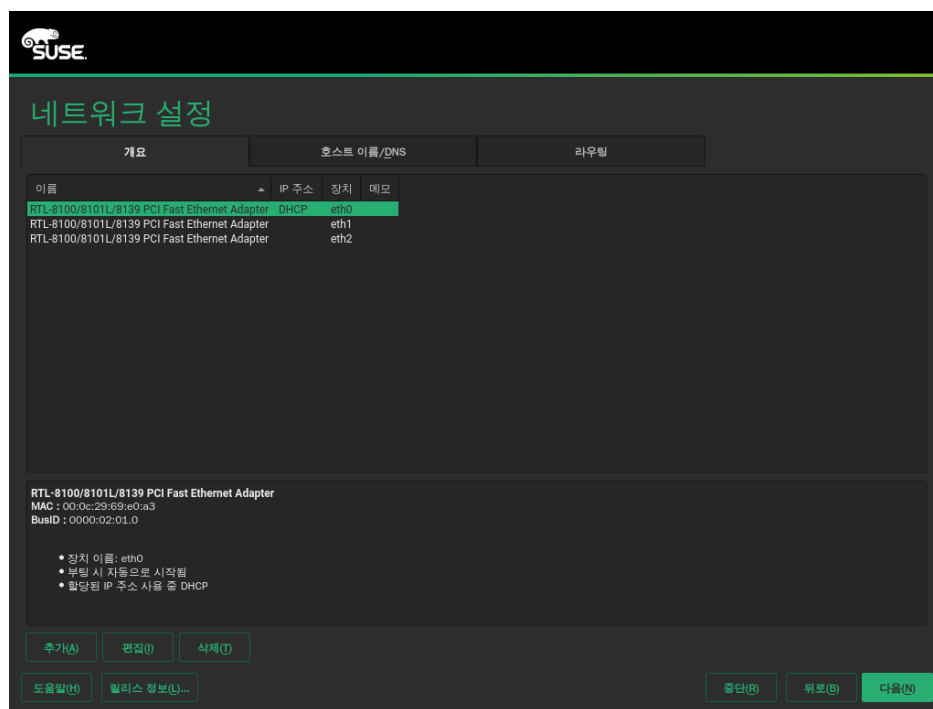 SUSE.
네트워크 설정
개요 호스트 이름/DNS 라우팅
이름 IP 주소 장치 메모
RTL-8100/8101L/8139 PCI Fast Ethernet Adapter DHCP eth0
RTL-8100/8101L/8139 PCI Fast Ethernet Adapter eth1
RTL-8100/8101L/8139 PCI Fast Ethernet Adapter eth2
RTL-8100/8101L/8139 PCI Fast Ethernet Adapter
MAC : 00:0c:29:69:e0:a3
BusID : 0000:02:01.0
• 장치 이름: eth0
• 부팅 시 자동으로 시작됨
• 할당된 IP 주소 사용 중 DHCP
추가(A) 편집(I) 삭제(T)
도움말(H) 릴리스 정보(L)... 중단(R) 뒤로(B) 다음(N)